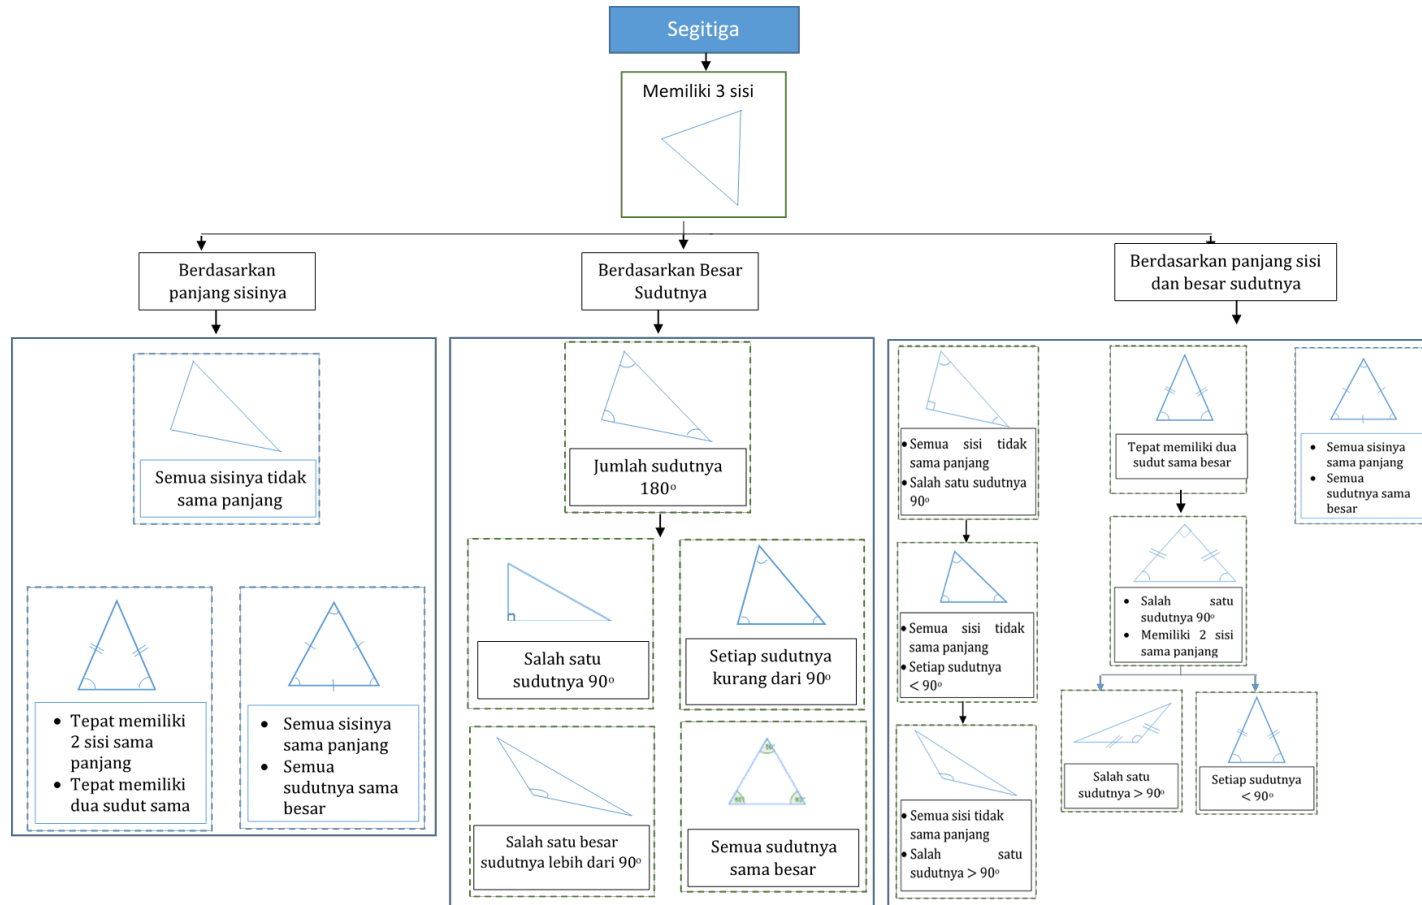 Segitiga
Memiliki 3 sisi
Berdasarkan
panjang sisinya
Berdasarkan Besar
Sudutnya
Berdasarkan panjang sisi
dan besar sudutnya
Semua sisinya tidak
sama panjang
• Tepat memiliki
2 sisi sama
panjang
• Tepat memiliki
dua sudut sama
• Semua sisinya
sama panjang
• Semua
sudutnya sama
besar
Jumlah sudutnya
180°
Salah satu
sudutnya 90°
Setiap sudutnya
kurang dari 90°
Salah satu besar
sudutnya lebih dari 90°
Semua sudutnya
sama besar
• Semua sisi tidak
sama panjang
• Salah satu sudutnya
90°
• Semua sisi tidak
sama panjang
• Setiap sudutnya
< 90°
• Semua sisi tidak
sama panjang
• Salah satu
sudutnya > 90°
Tepat memiliki dua
sudut sama besar
• Salah satu
sudutnya 90°
• Memiliki 2 sisi
sama panjang
Salah satu
sudutnya > 90°
Setiap sudutnya
< 90°
• Semua sisinya
sama panjang
• Semua
sudutnya sama
besar